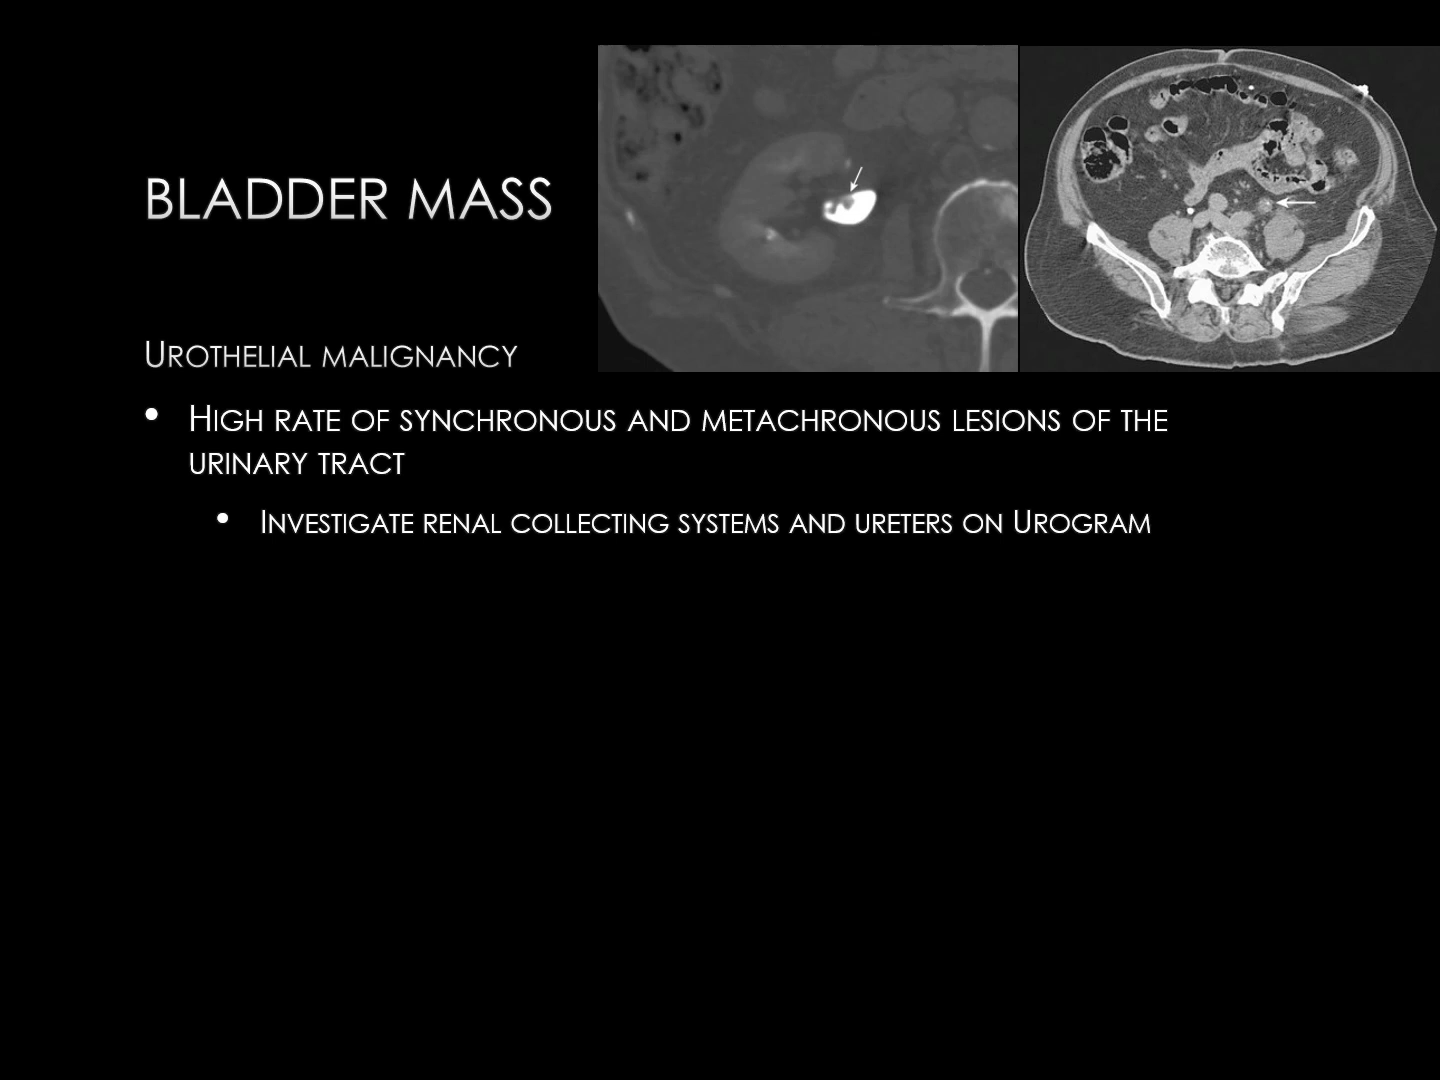 BLADDER MASS
UROTHELIAL MALIGNANCY
• HIGH RATE OF SYNCHRONOUS AND METACHRONOUS LESIONS OF THE
URINARY TRACT
• INVESTIGATE RENAL COLLECTING SYSTEMS AND URETERS ON UROGRAM